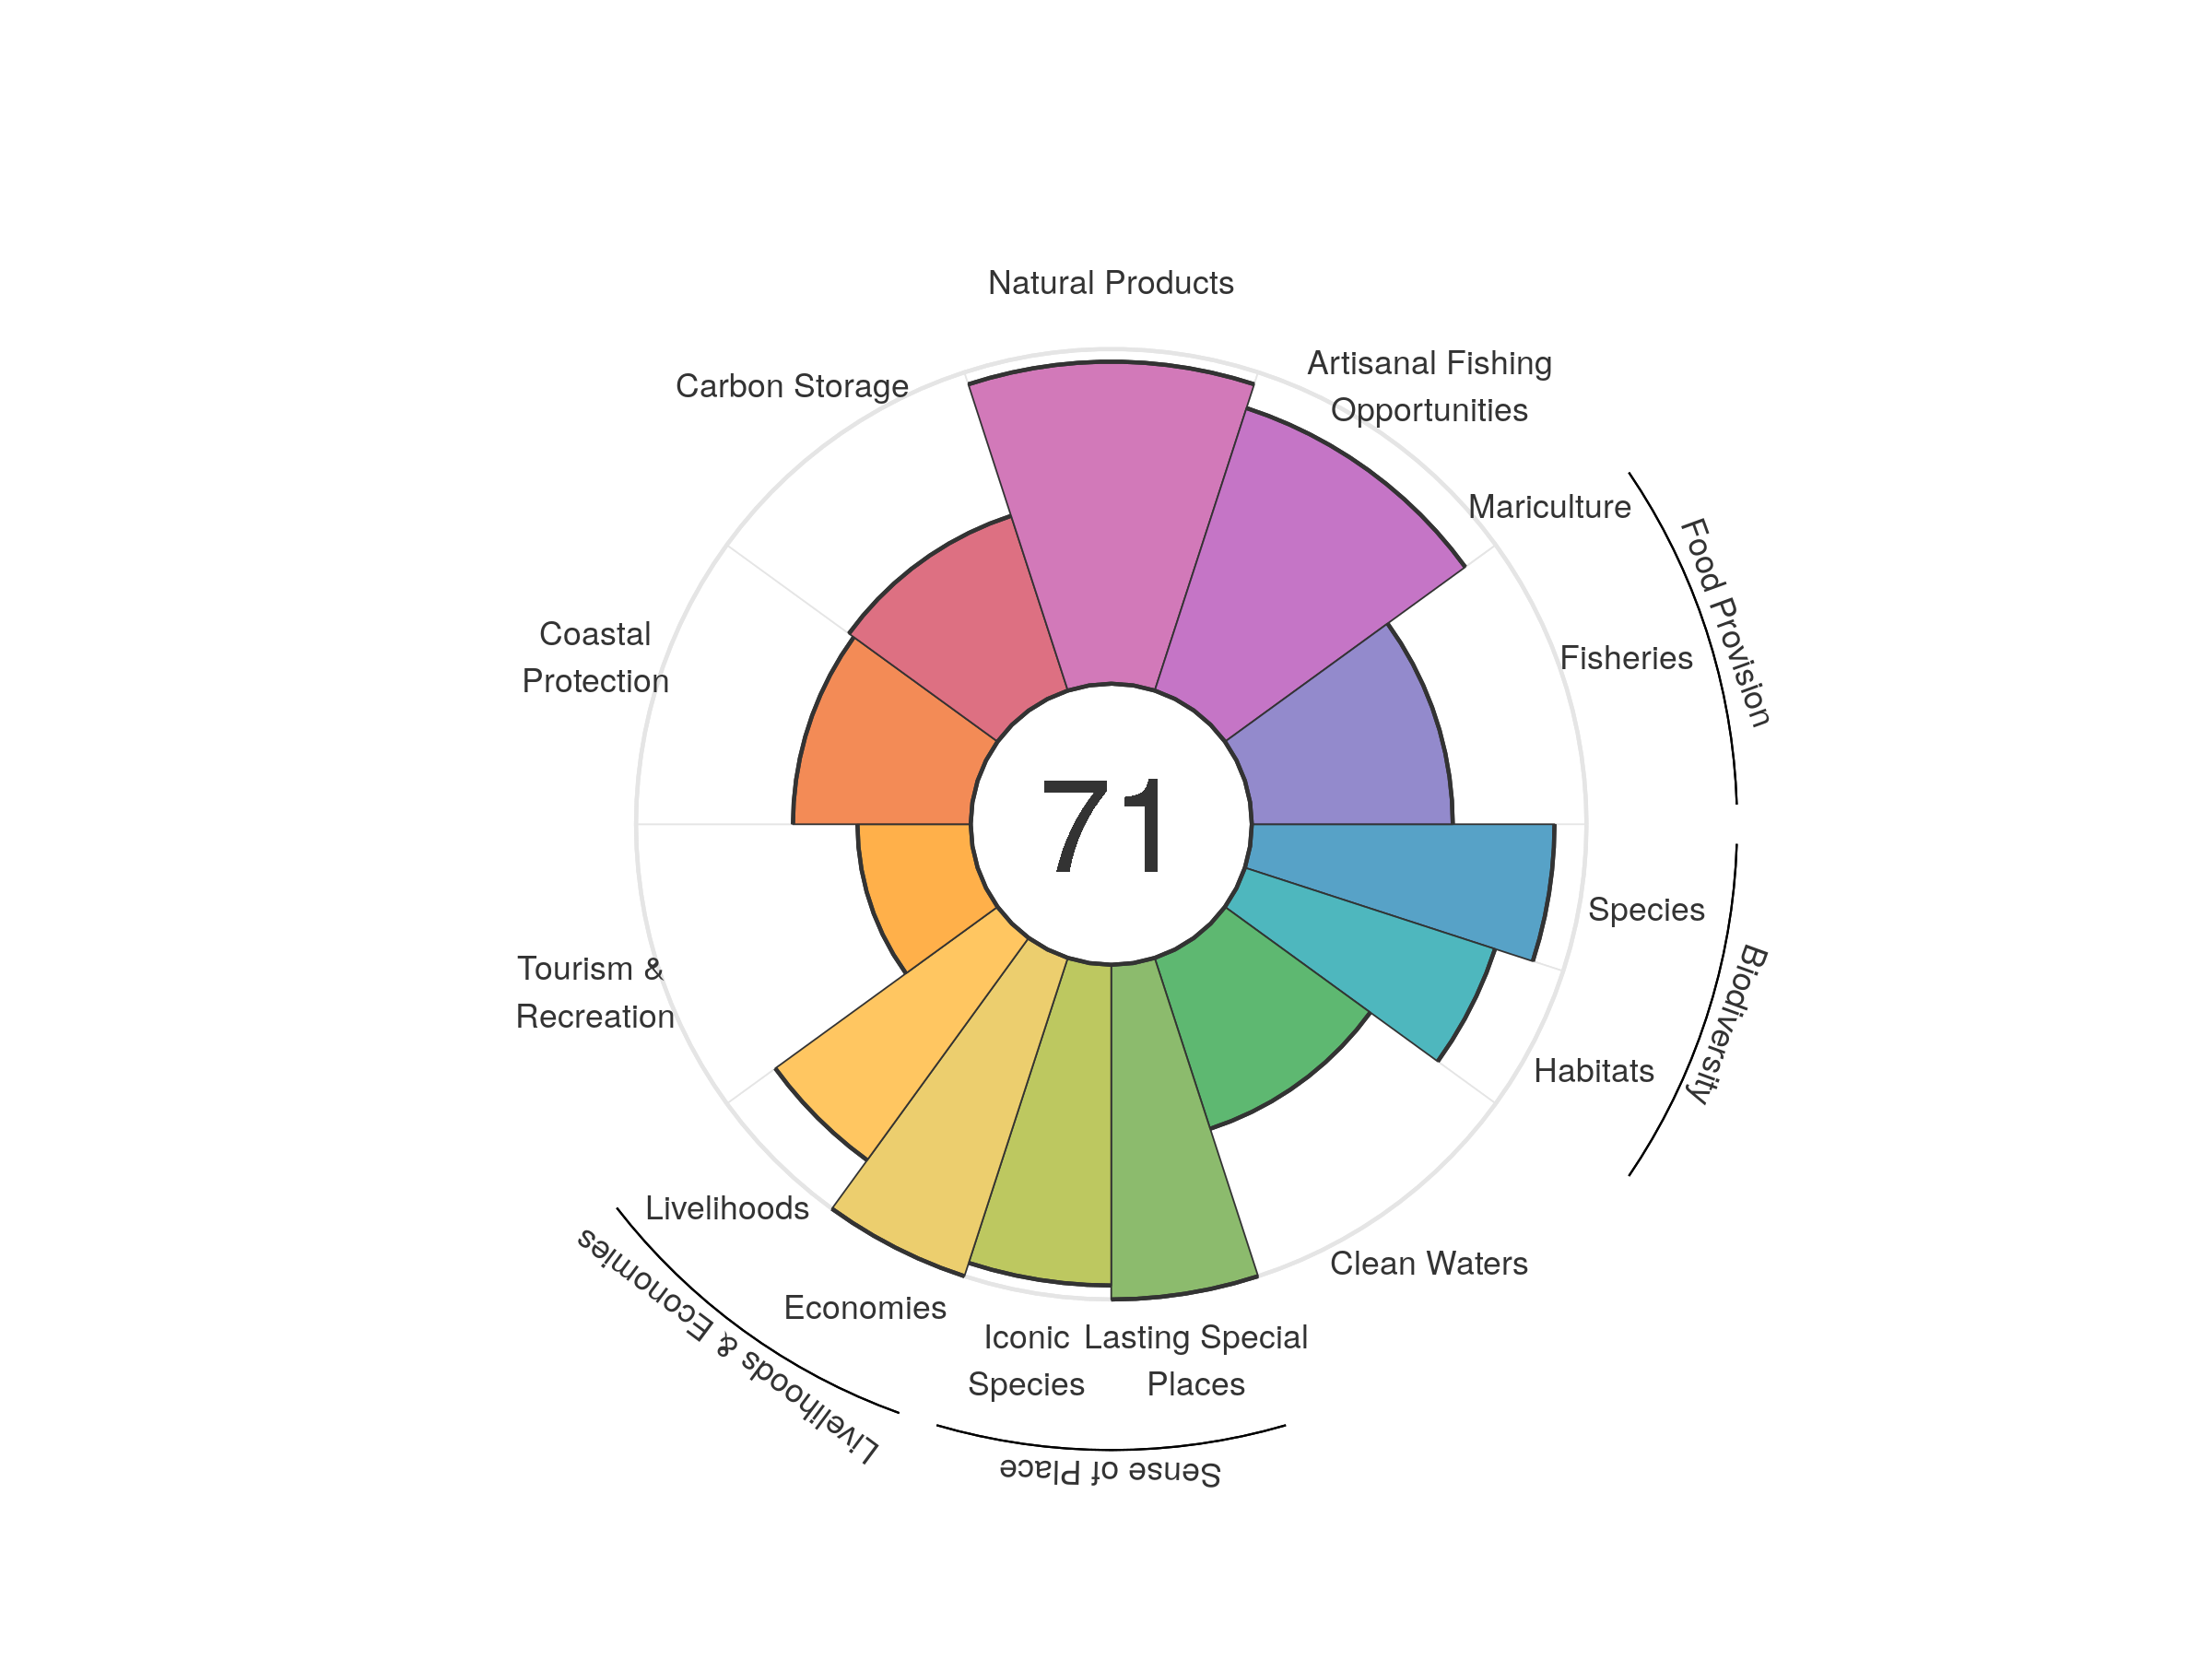 Natural Products
Artisanal Fishing
Opportunities
Carbon Storage
Mariculture
Food Provision
Fisheries
Coastal
Protection
71
Species
Biodiversity
Tourism &
Recreation
Habitats
Livelihoods
Clean Waters
Livelihoods & Economies
Economies
Iconic
Species
Lasting Special
Places
Sense of Place